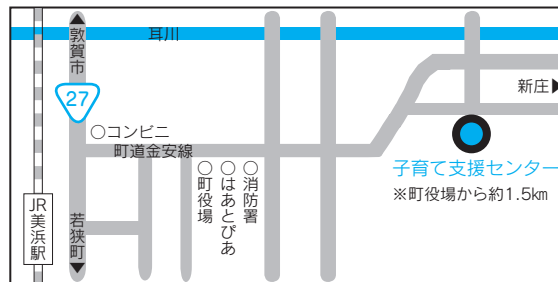 ▲敦賀市
耳川
27
新庄▶
○コンビニ
町道金安線
○町役場
○はあとぴあ
○消防署
子育て支援センター
※町役場から約1.5km
JR美浜駅
若狭町▼